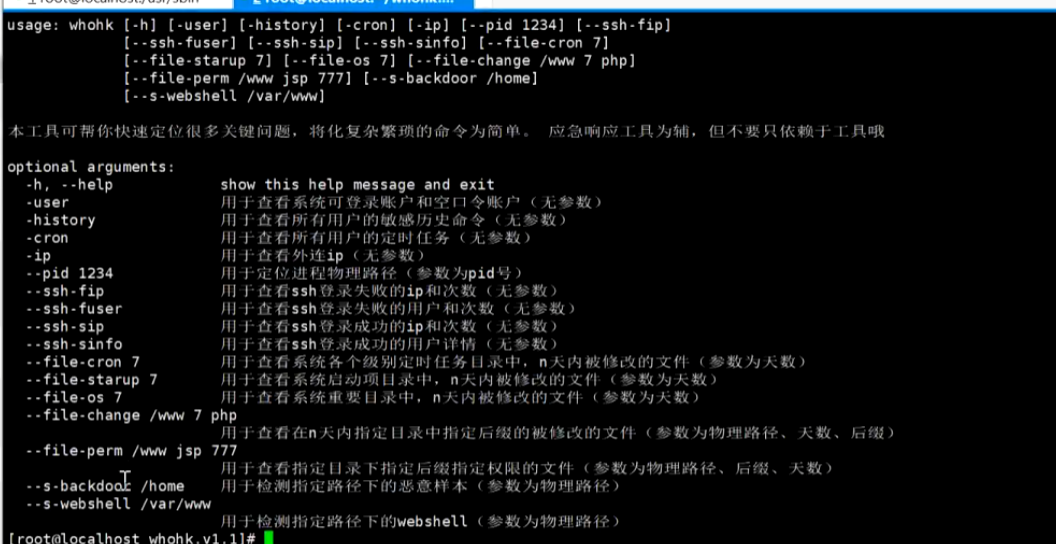 usage: whohk [-h] [-user] [-history] [-cron] [-ip] [--pid 1234] [--ssh-fip]
[--ssh-fuser] [--ssh-sip] [--ssh-sinfo] [--file-cron 7]
[--file-starup 7] [--file-os 7] [--file-change /www 7 php]
[--file-perm /www jsp 777] [--s-backdoor /home]
[--s-webshell /var/www]
本工具可帮你快速定位很多关键问题，将化复杂繁琐的命令为简单。 应急响应工具为辅，但不要只依赖于工具哦
optional arguments:
-h, --help show this help message and exit
-user 用于查看系统可登录账户和空口令账户（无参数）
-history 用于查看所有用户的敏感历史命令（无参数）
-cron 用于查看所有用户的定时任务（无参数）
-ip 用于查看外连ip（无参数）
--pid 1234 用于定位进程物理路径（参数为pid号）
--ssh-fip 用于查看ssh登录失败的ip和次数（无参数）
--ssh-fuser 用于查看ssh登录失败的用户和次数（无参数）
--ssh-sip 用于查看ssh登录成功的ip和次数（无参数）
--ssh-sinfo 用于查看ssh登录成功的用户详情（无参数）
--file-cron 7 用于查看系统各个级别定时任务目录中，n天内被修改的文件（参数为天数）
--file-starup 7 用于查看系统启动项目录中，n天内被修改的文件（参数为天数）
--file-os 7 用于查看系统重要目录中，n天内被修改的文件（参数为天数）
--file-change /www 7 php
用于查看在n天内指定目录中指定后缀的被修改的文件（参数为物理路径、天数、后缀）
--file-perm /www jsp 777
用于查看指定目录下指定后缀指定权限的文件（参数为物理路径、后缀、天数）
--s-backdoor /home 用于检测指定路径下的恶意样本（参数为物理路径）
--s-webshell /var/www
用于检测指定路径下的webshell（参数为物理路径）
[root@localhost whohk.v1.1]#